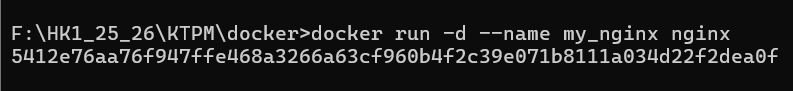 F:\HK1_25_26\KTPM\docker>docker run -d --name my_nginx nginx
5412e76aa76f947ffe468a3266a63cf960b4f2c39e071b8111a034d22f2dea0f